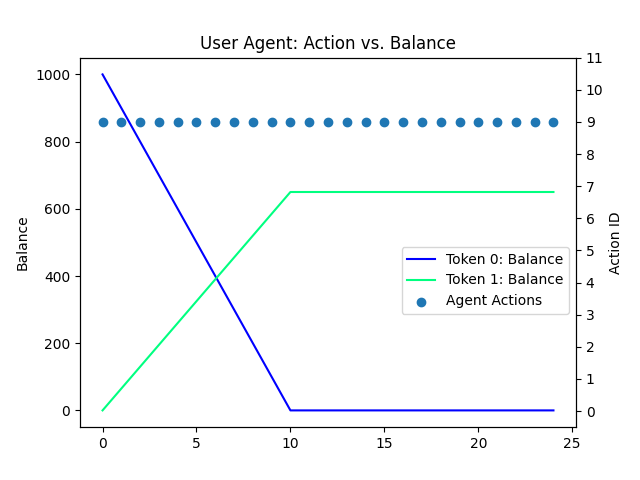 User Agent: Action vs. Balance
1000
800
600
400
200
0
Balance
11
10
9
8
7
6
5
4
3
2
1
0
Action ID
Token 0: Balance
Token 1: Balance
Agent Actions
0 5 10 15 20 25